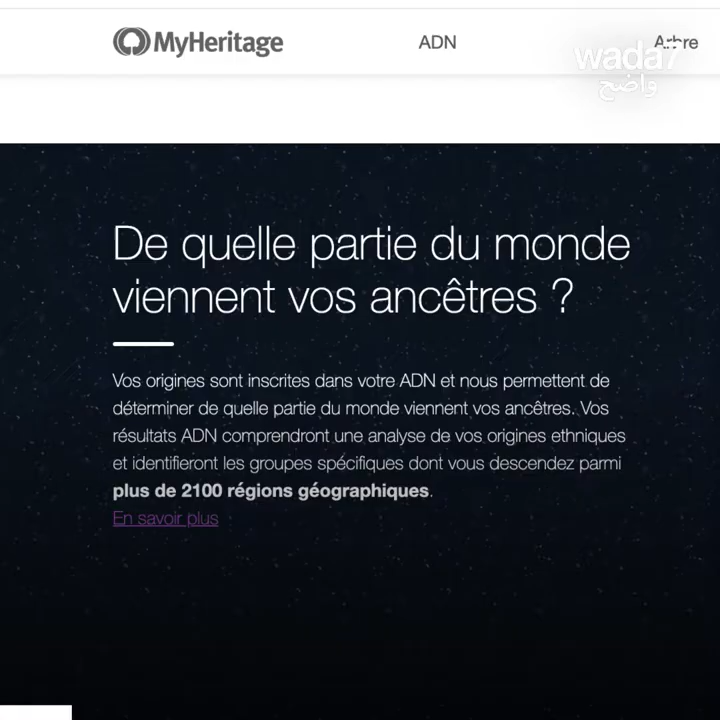 MyHeritage
ADN
Arbre
wada7
واضح
De quelle partie du monde
viennent vos ancêtres ?
Vos origines sont inscrites dans votre ADN et nous permettent de
déterminer de quelle partie du monde viennent vos ancêtres. Vos
résultats ADN comprendront une analyse de vos origines ethniques
et identifieront les groupes spécifiques dont vous descendez parmi
plus de 2100 régions géographiques.
En savoir plus